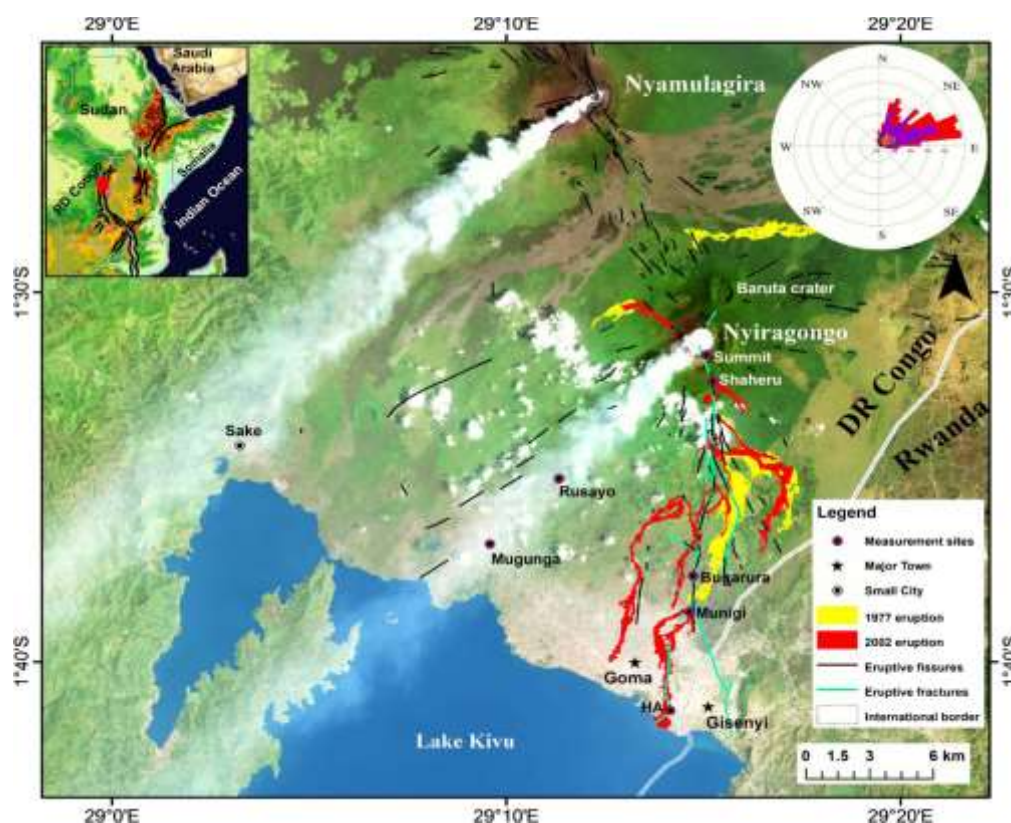 29°0'E
29°10'E
29°20'E
Saudi
Arabia
Sudan
Somalia
RD Congo
Indian Ocean
Nyamulagira
N
NW
NE
W
E
SW
SE
S
1°30'S
1°30'S
Baruta crater
Nyiragongo
Summit
Shaheru
DR Congo
Rwanda
Sake
Rusayo
Mugunga
Bugarura
Munigi
Goma
HA
Gisenyi
Lake Kivu
1°40'S
1°40'S
Legend
Measurement sites
Major Town
Small City
1977 eruption
2002 eruption
Eruptive fissures
Eruptive fractures
International border
0 1.5 3 6 km
29°0'E
29°10'E
29°20'E